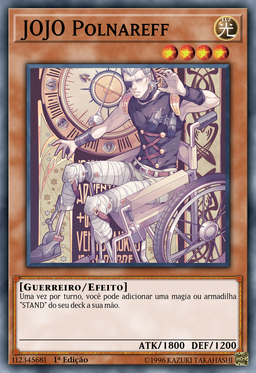 JOJO Polnareff
光
[Guerreiro/Efeito]
Uma vez por turno, você pode adicionar uma magia ou armadilha
"STAND" do seu deck a sua mão.
ATK/1800 DEF/1200
112345681 1ª Edição ©1996 KAZUKI TAKAHASHI